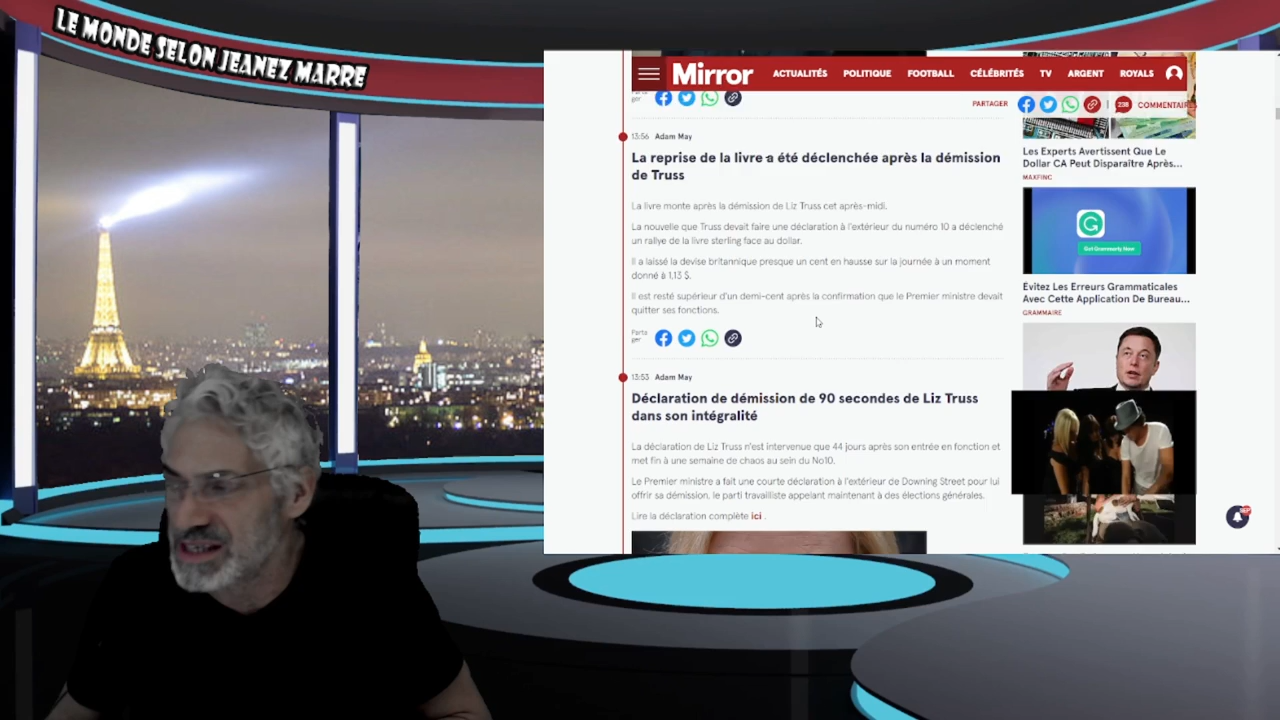 LE MONDE SELON JEANEZ MARRE
Mirror
ACTUALITÉS POLITIQUE FOOTBALL CÉLÉBRITÉS TV ARGENT ROYALS
ger
PARTAGER
238 COMMENTAIRES
13:56 Adam May
La reprise de la livre a été déclenchée après la démission
de Truss
La livre monte après la démission de Liz Truss cet après-midi.
La nouvelle que Truss devait faire une déclaration à l'extérieur du numéro 10 a déclenché
un rallye de la livre sterling face au dollar.
Il a laissé la devise britannique presque un cent en hausse sur la journée à un moment
donné à 1,13 $.
Il est resté supérieur d'un demi-cent après la confirmation que le Premier ministre devait
quitter ses fonctions.
Parta
ger
13:53 Adam May
Déclaration de démission de 90 secondes de Liz Truss
dans son intégralité
La déclaration de Liz Truss n'est intervenue que 44 jours après son entrée en fonction et
met fin à une semaine de chaos au sein du No10.
Le Premier ministre a fait une courte déclaration à l'extérieur de Downing Street pour lui
offrir sa démission, le parti travailliste appelant maintenant à des élections générales.
Lire la déclaration complète ici .
Les Experts Avertissent Que Le
Dollar CA Peut Disparaître Après...
MAXFINC
Get Grammarly Now
Evitez Les Erreurs Grammaticales
Avec Cette Application De Bureau...
GRAMMAIRE